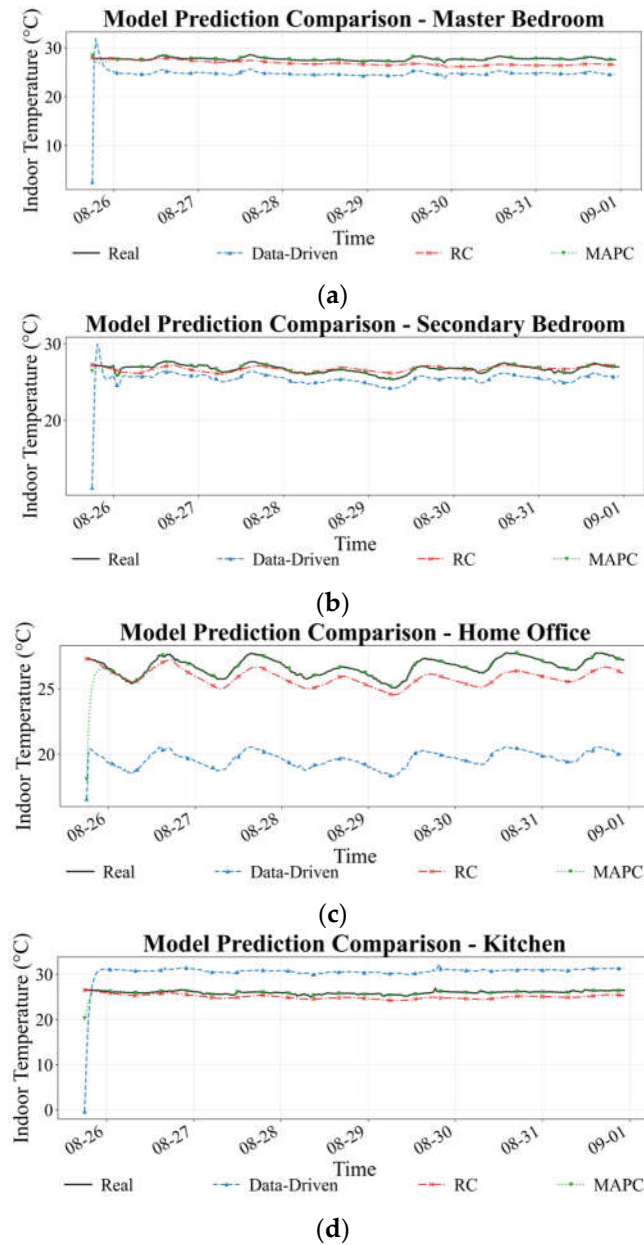 Model Prediction Comparison - Master Bedroom
Indoor Temperature (°C)
30
20
10
08-26
08-27
08-28
08-29
08-30
08-31
09-01
Time
Real
Data-Driven
RC
MAPC
(a)
Model Prediction Comparison - Secondary Bedroom
Indoor Temperature (°C)
30
20
08-26
08-27
08-28
08-29
08-30
08-31
09-01
Time
Real
Data-Driven
RC
MAPC
(b)
Model Prediction Comparison - Home Office
Indoor Temperature (°C)
25
20
08-26
08-27
08-28
08-29
08-30
08-31
09-01
Time
Real
Data-Driven
RC
MAPC
(c)
Model Prediction Comparison - Kitchen
Indoor Temperature (°C)
30
20
10
0
08-26
08-27
08-28
08-29
08-30
08-31
09-01
Time
Real
Data-Driven
RC
MAPC
(d)